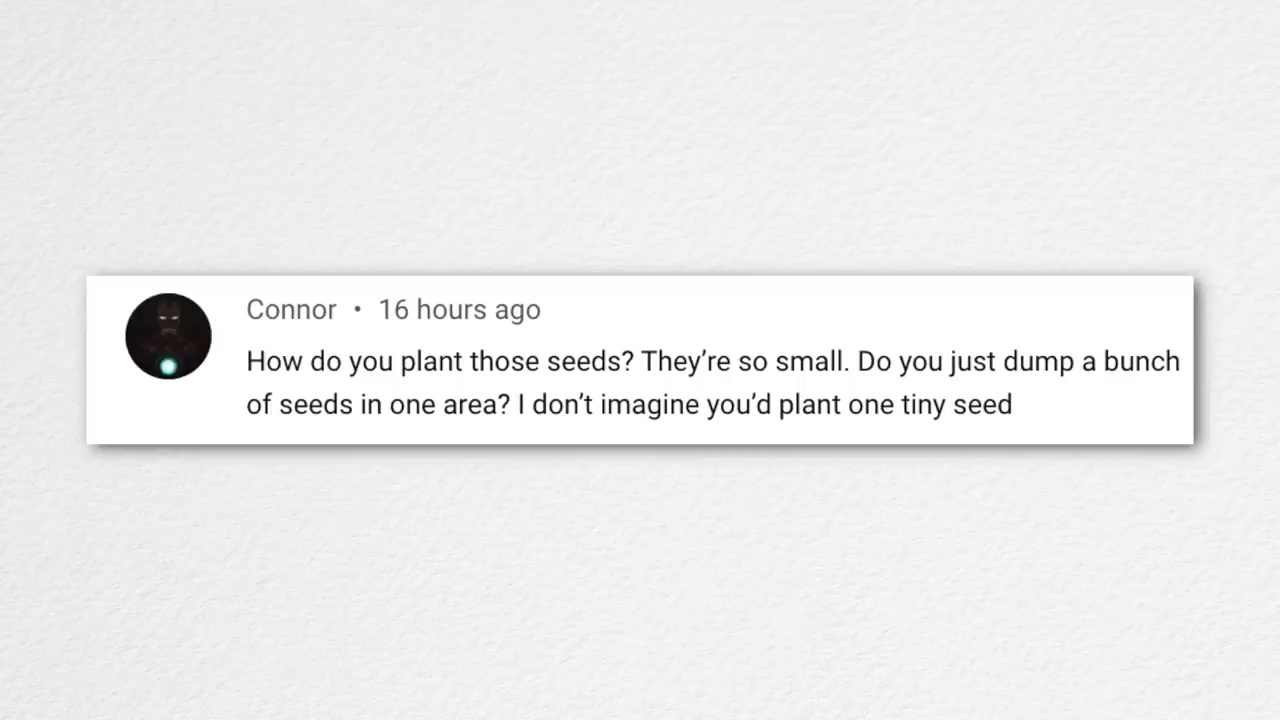 Connor • 16 hours ago
How do you plant those seeds? They’re so small. Do you just dump a bunch
of seeds in one area? I don’t imagine you’d plant one tiny seed